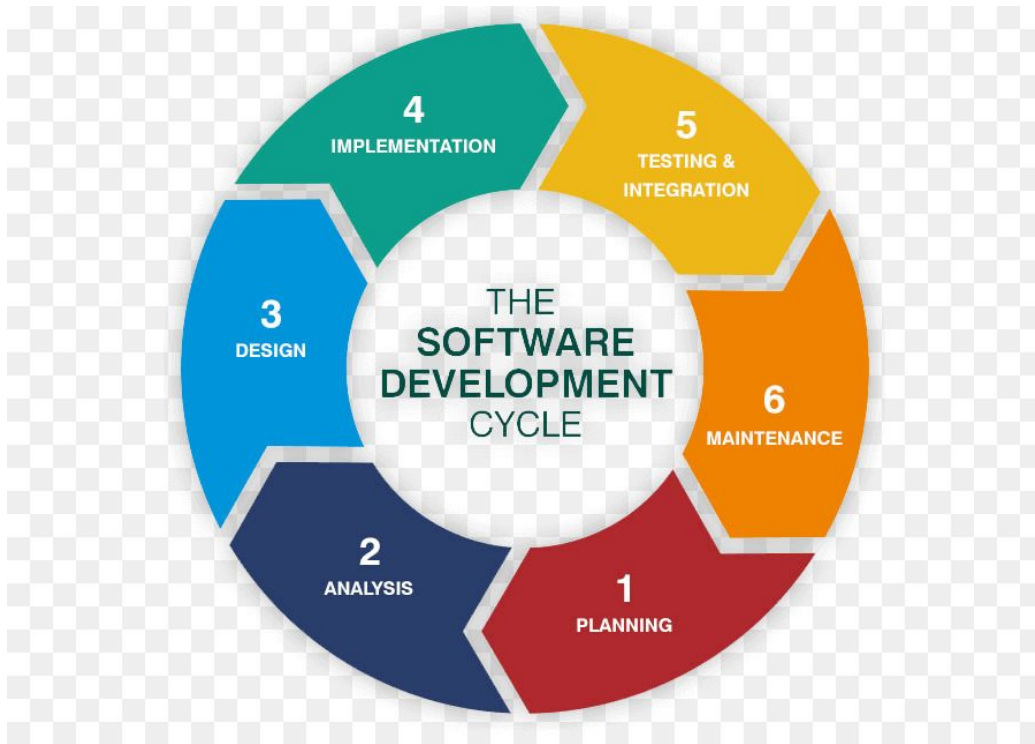 THE
SOFTWARE
DEVELOPMENT
CYCLE
1
PLANNING
2
ANALYSIS
3
DESIGN
4
IMPLEMENTATION
5
TESTING &
INTEGRATION
6
MAINTENANCE